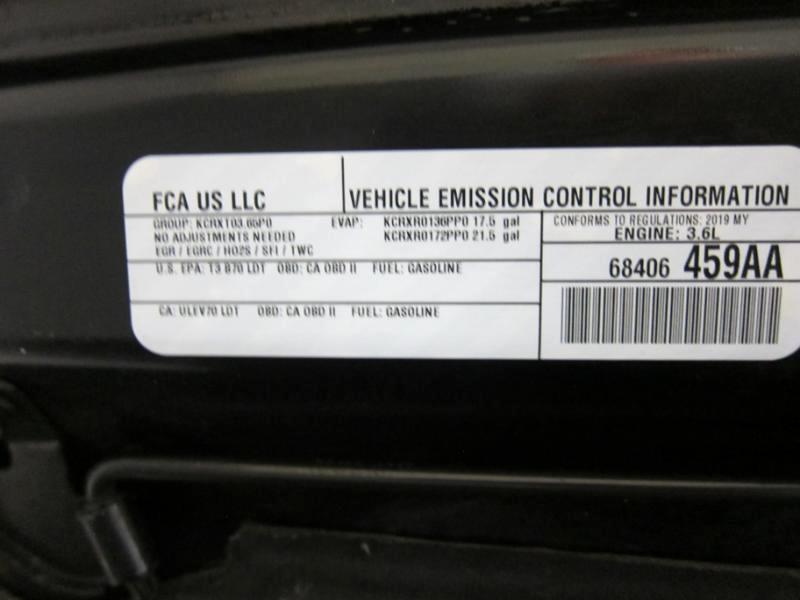 FCA US LLC
VEHICLE EMISSION CONTROL INFORMATION
GROUP: KCRXT03.65P0
NO ADJUSTMENTS NEEDED
EGR / EGRC / HO2S / SFI / TWC
EVAP: KCRXR0136PP0 17.5 gal
KCRXR0172PP0 21.5 gal
CONFORMS TO REGULATIONS: 2019 MY
ENGINE: 3.6L
U.S. EPA: T3 B70 LDT OBD: CA OBD II FUEL: GASOLINE
68406 459AA
CA: ULEV70 LDT OBD: CA OBD II FUEL: GASOLINE